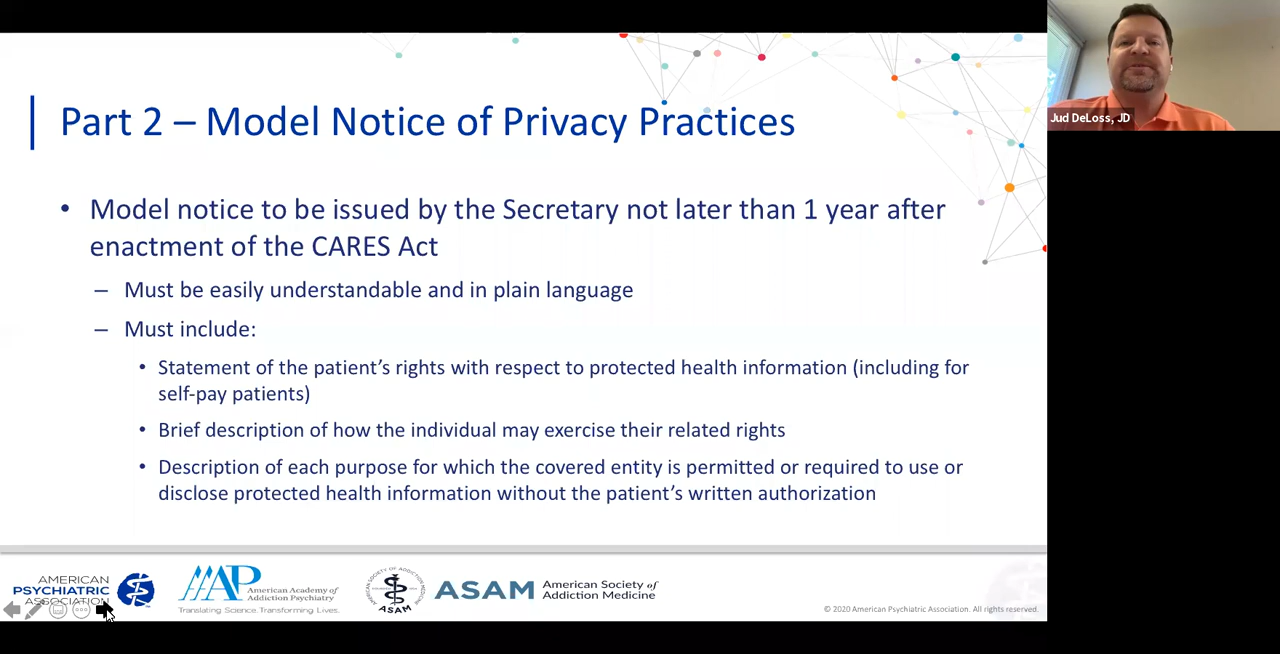 Part 2 – Model Notice of Privacy Practices
• Model notice to be issued by the Secretary not later than 1 year after
enactment of the CARES Act
– Must be easily understandable and in plain language
– Must include:
• Statement of the patient’s rights with respect to protected health information (including for
self-pay patients)
• Brief description of how the individual may exercise their related rights
• Description of each purpose for which the covered entity is permitted or required to use or
disclose protected health information without the patient’s written authorization
Jud DeLoss, JD
AMERICAN
PSYCHIATRIC
ASSOCIATION
AAAP
American Academy of
Addiction Psychiatry
Translating Science. Transforming Lives.
AMERICAN SOCIETY OF ADDICTION MEDICINE
ASAM
ASAM
American Society of
Addiction Medicine
© 2020 American Psychiatric Association. All rights reserved.